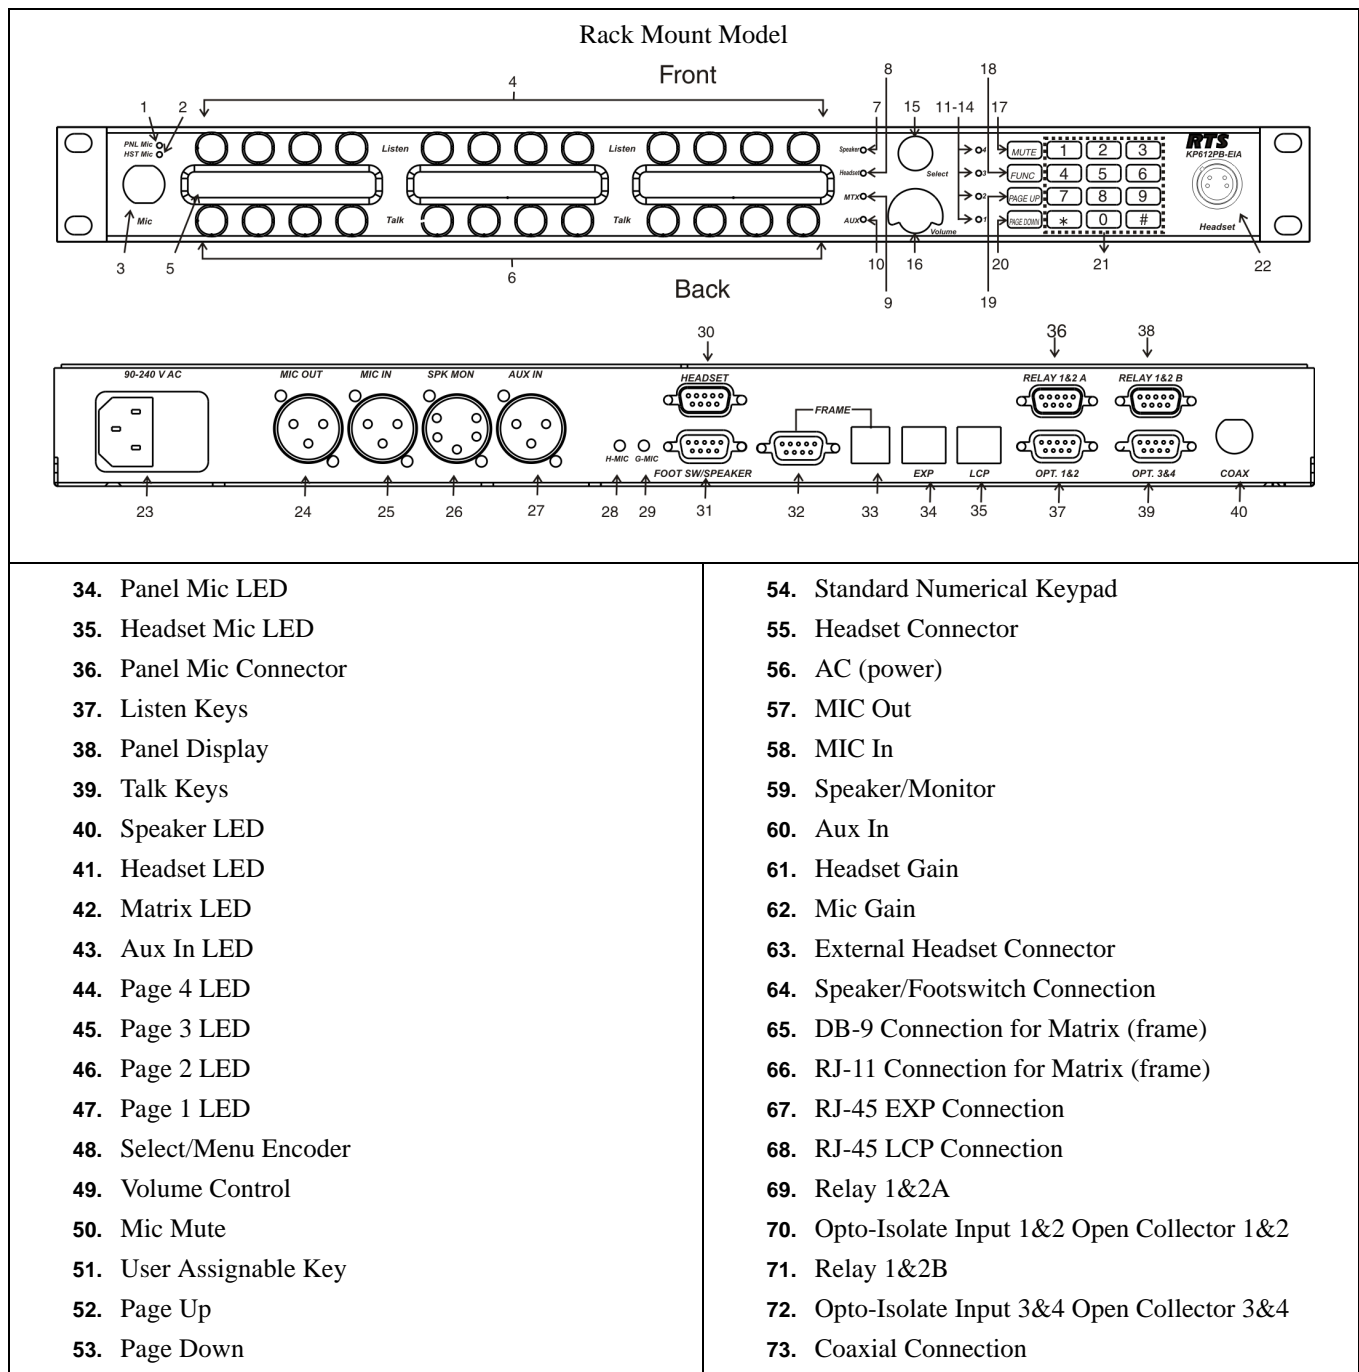 Rack Mount Model
Front
4
8
18
1
2
7
15
11-14
17
PNL Mic
HST Mic
Listen
Listen
Speaker
Headset
MTX
AUX
Select
Volume
4
3
2
1
MUTE
FUNC
PAGE UP
PAGE DOWN
1 2 3
4 5 6
7 8 9
* 0 #
RTS
KP612PB-EIA
Headset
Mic
Talk
Talk
3
5
6
10
16
20
21
22
9
19
Back
30
36
38
90-240 V AC
MIC OUT
MIC IN
SPK MON
AUX IN
HEADSET
FRAME
RELAY 1&2 A
RELAY 1&2 B
H-MIC
G-MIC
FOOT SW/SPEAKER
EXP
LCP
OPT. 1&2
OPT. 3&4
COAX
23
24
25
26
27
28
29
31
32
33
34
35
37
39
40
34. Panel Mic LED
35. Headset Mic LED
36. Panel Mic Connector
37. Listen Keys
38. Panel Display
39. Talk Keys
40. Speaker LED
41. Headset LED
42. Matrix LED
43. Aux In LED
44. Page 4 LED
45. Page 3 LED
46. Page 2 LED
47. Page 1 LED
48. Select/Menu Encoder
49. Volume Control
50. Mic Mute
51. User Assignable Key
52. Page Up
53. Page Down
54. Standard Numerical Keypad
55. Headset Connector
56. AC (power)
57. MIC Out
58. MIC In
59. Speaker/Monitor
60. Aux In
61. Headset Gain
62. Mic Gain
63. External Headset Connector
64. Speaker/Footswitch Connection
65. DB-9 Connection for Matrix (frame)
66. RJ-11 Connection for Matrix (frame)
67. RJ-45 EXP Connection
68. RJ-45 LCP Connection
69. Relay 1&2A
70. Opto-Isolate Input 1&2 Open Collector 1&2
71. Relay 1&2B
72. Opto-Isolate Input 3&4 Open Collector 3&4
73. Coaxial Connection